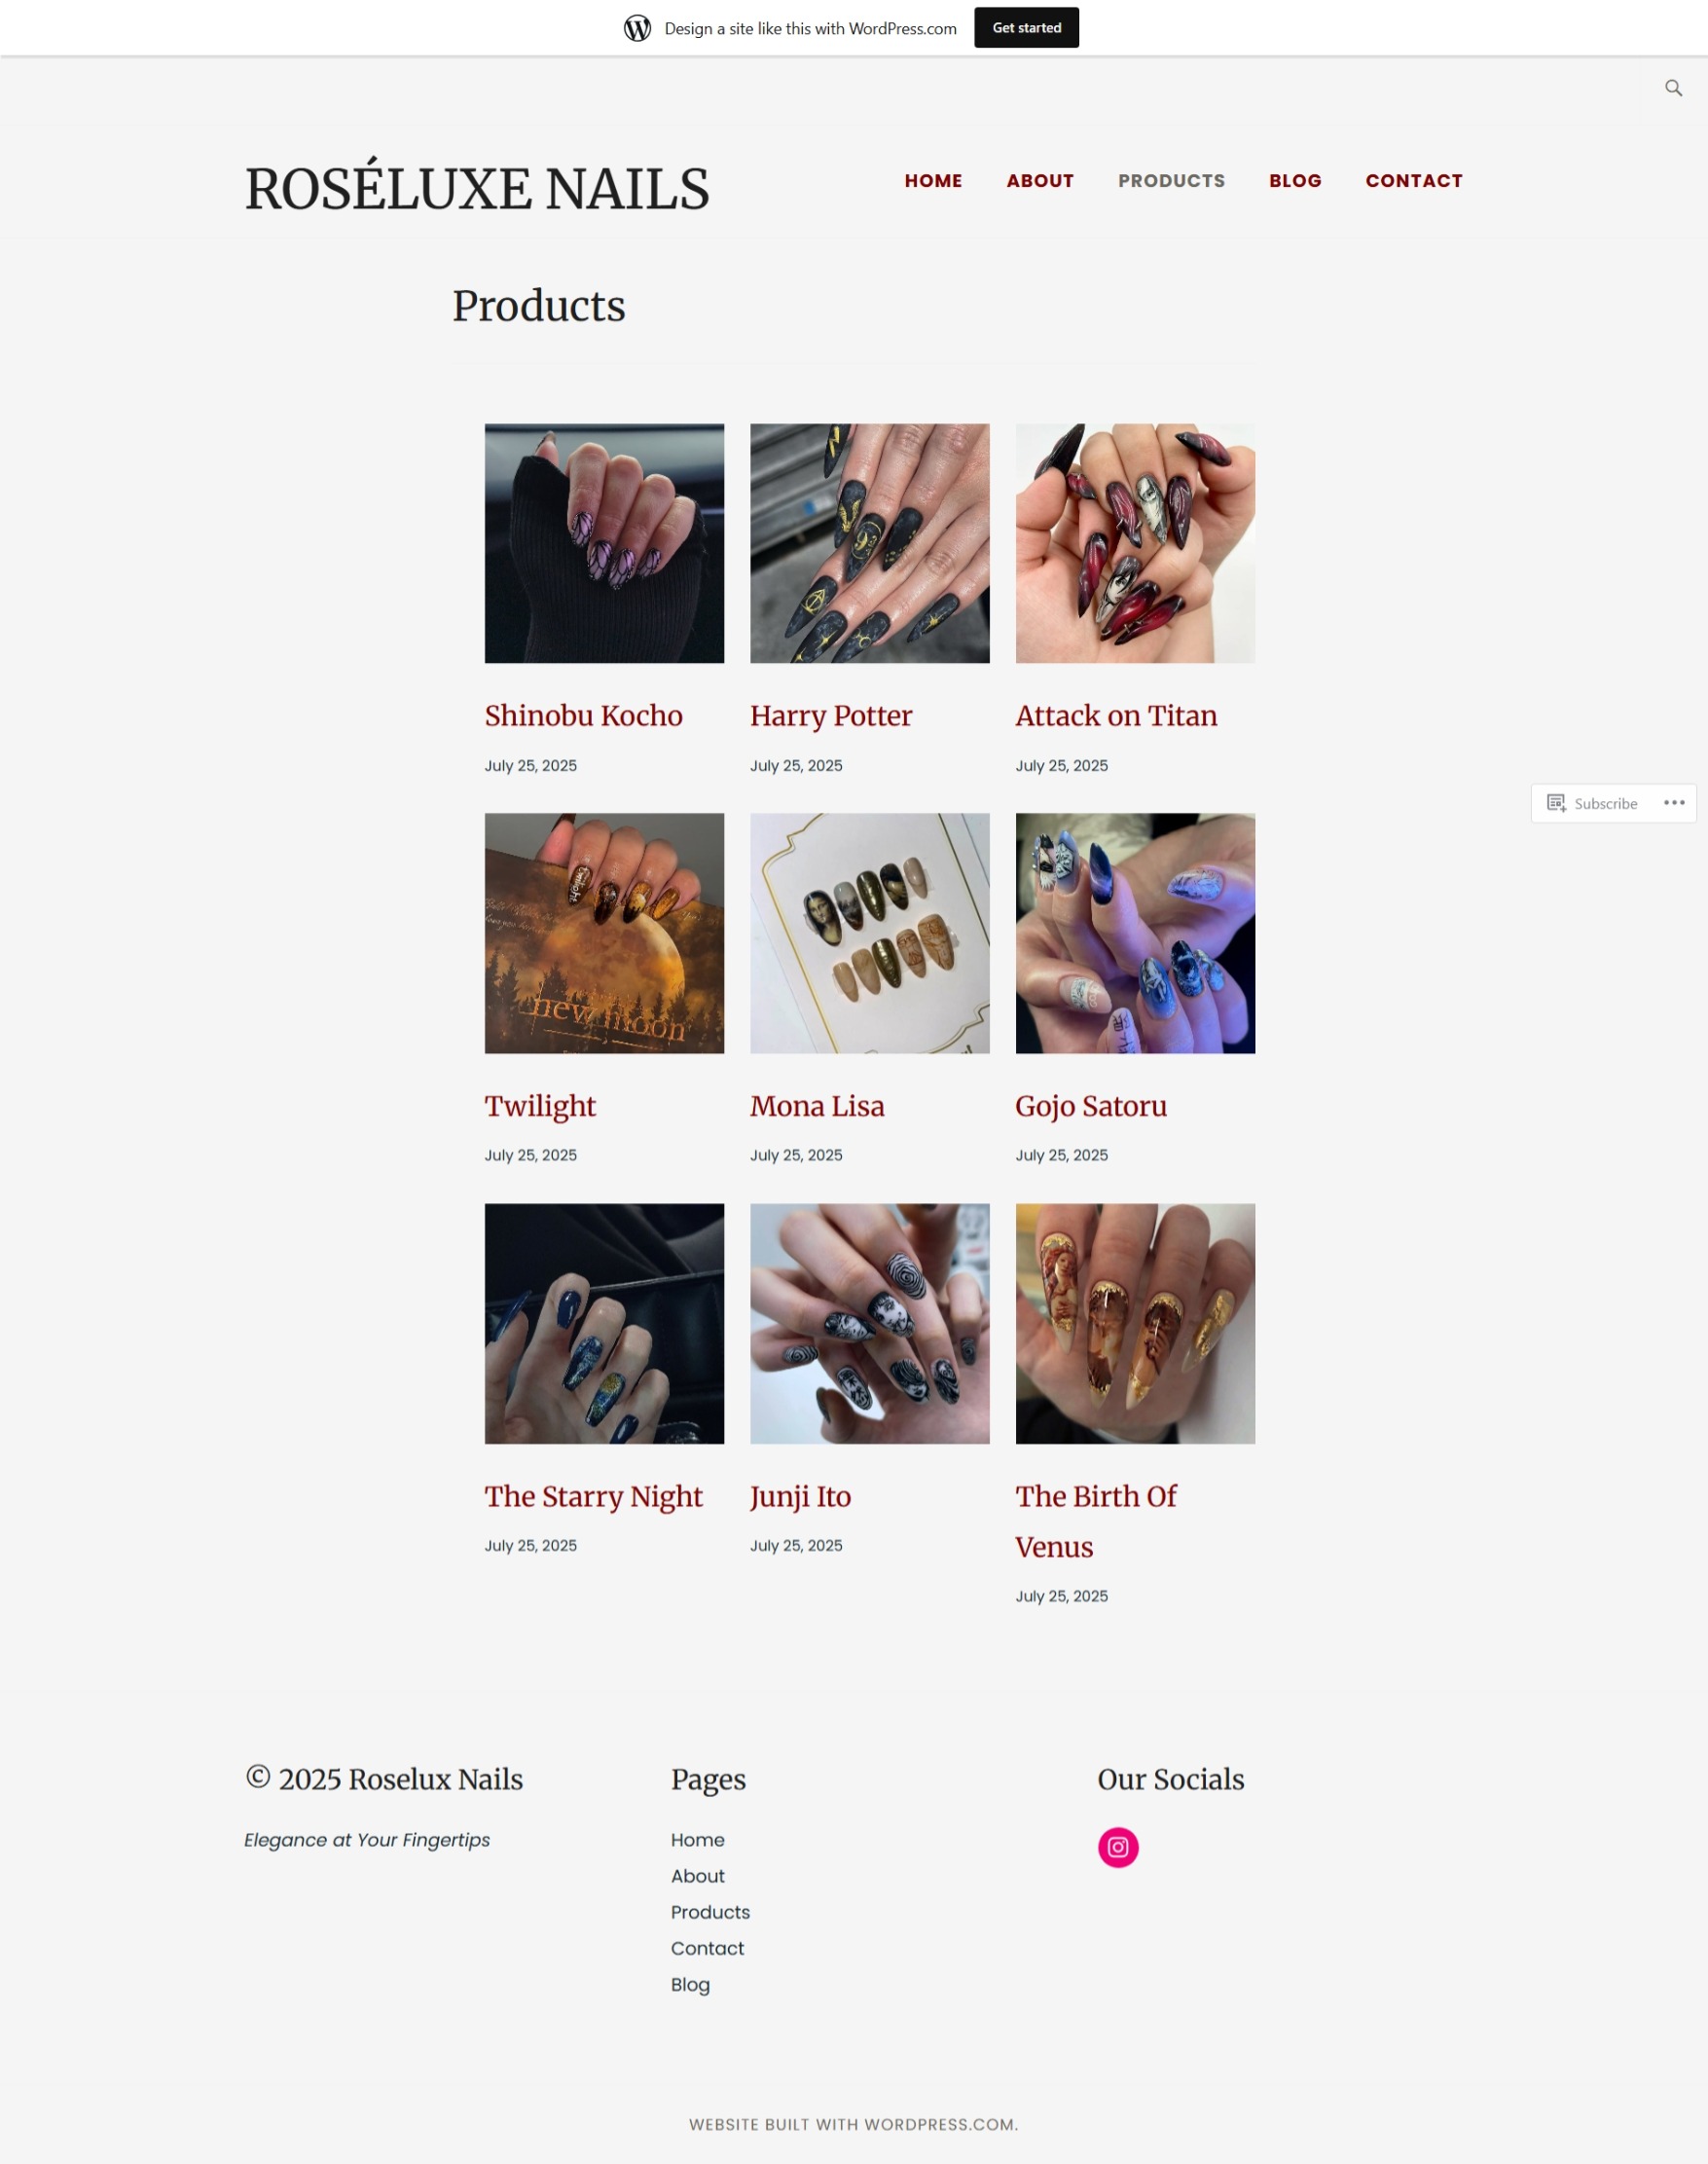 Design a site like this with WordPress.com
Get started
ROSÉLUXE NAILS
HOME
ABOUT
PRODUCTS
BLOG
CONTACT
Products
Shinobu Kocho
Harry Potter
Attack on Titan
July 25, 2025
July 25, 2025
July 25, 2025
Subscribe
Twilight
new moon
Twilight
Mona Lisa
Gojo Satoru
July 25, 2025
July 25, 2025
July 25, 2025
The Starry Night
Junji Ito
The Birth Of
Venus
July 25, 2025
July 25, 2025
July 25, 2025
© 2025 Roselux Nails
Elegance at Your Fingertips
Pages
Home
About
Products
Contact
Blog
Our Socials
WEBSITE BUILT WITH WORDPRESS.COM.